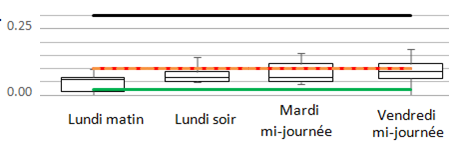 0.25
0.00
Lundi matin
Lundi soir
Mardi
mi-journée
Vendredi
mi-journée